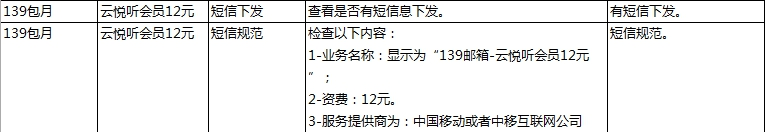 139包月 云悦听会员12元 短信下发 查看是否有短信息下发。 有短信下发。
139包月 云悦听会员12元 短信规范 检查以下内容： 短信规范。
1-业务名称：显示为“139邮箱-云悦听会员12元
”；
2-资费：12元。
3-服务提供商为：中国移动或者中移互联网公司